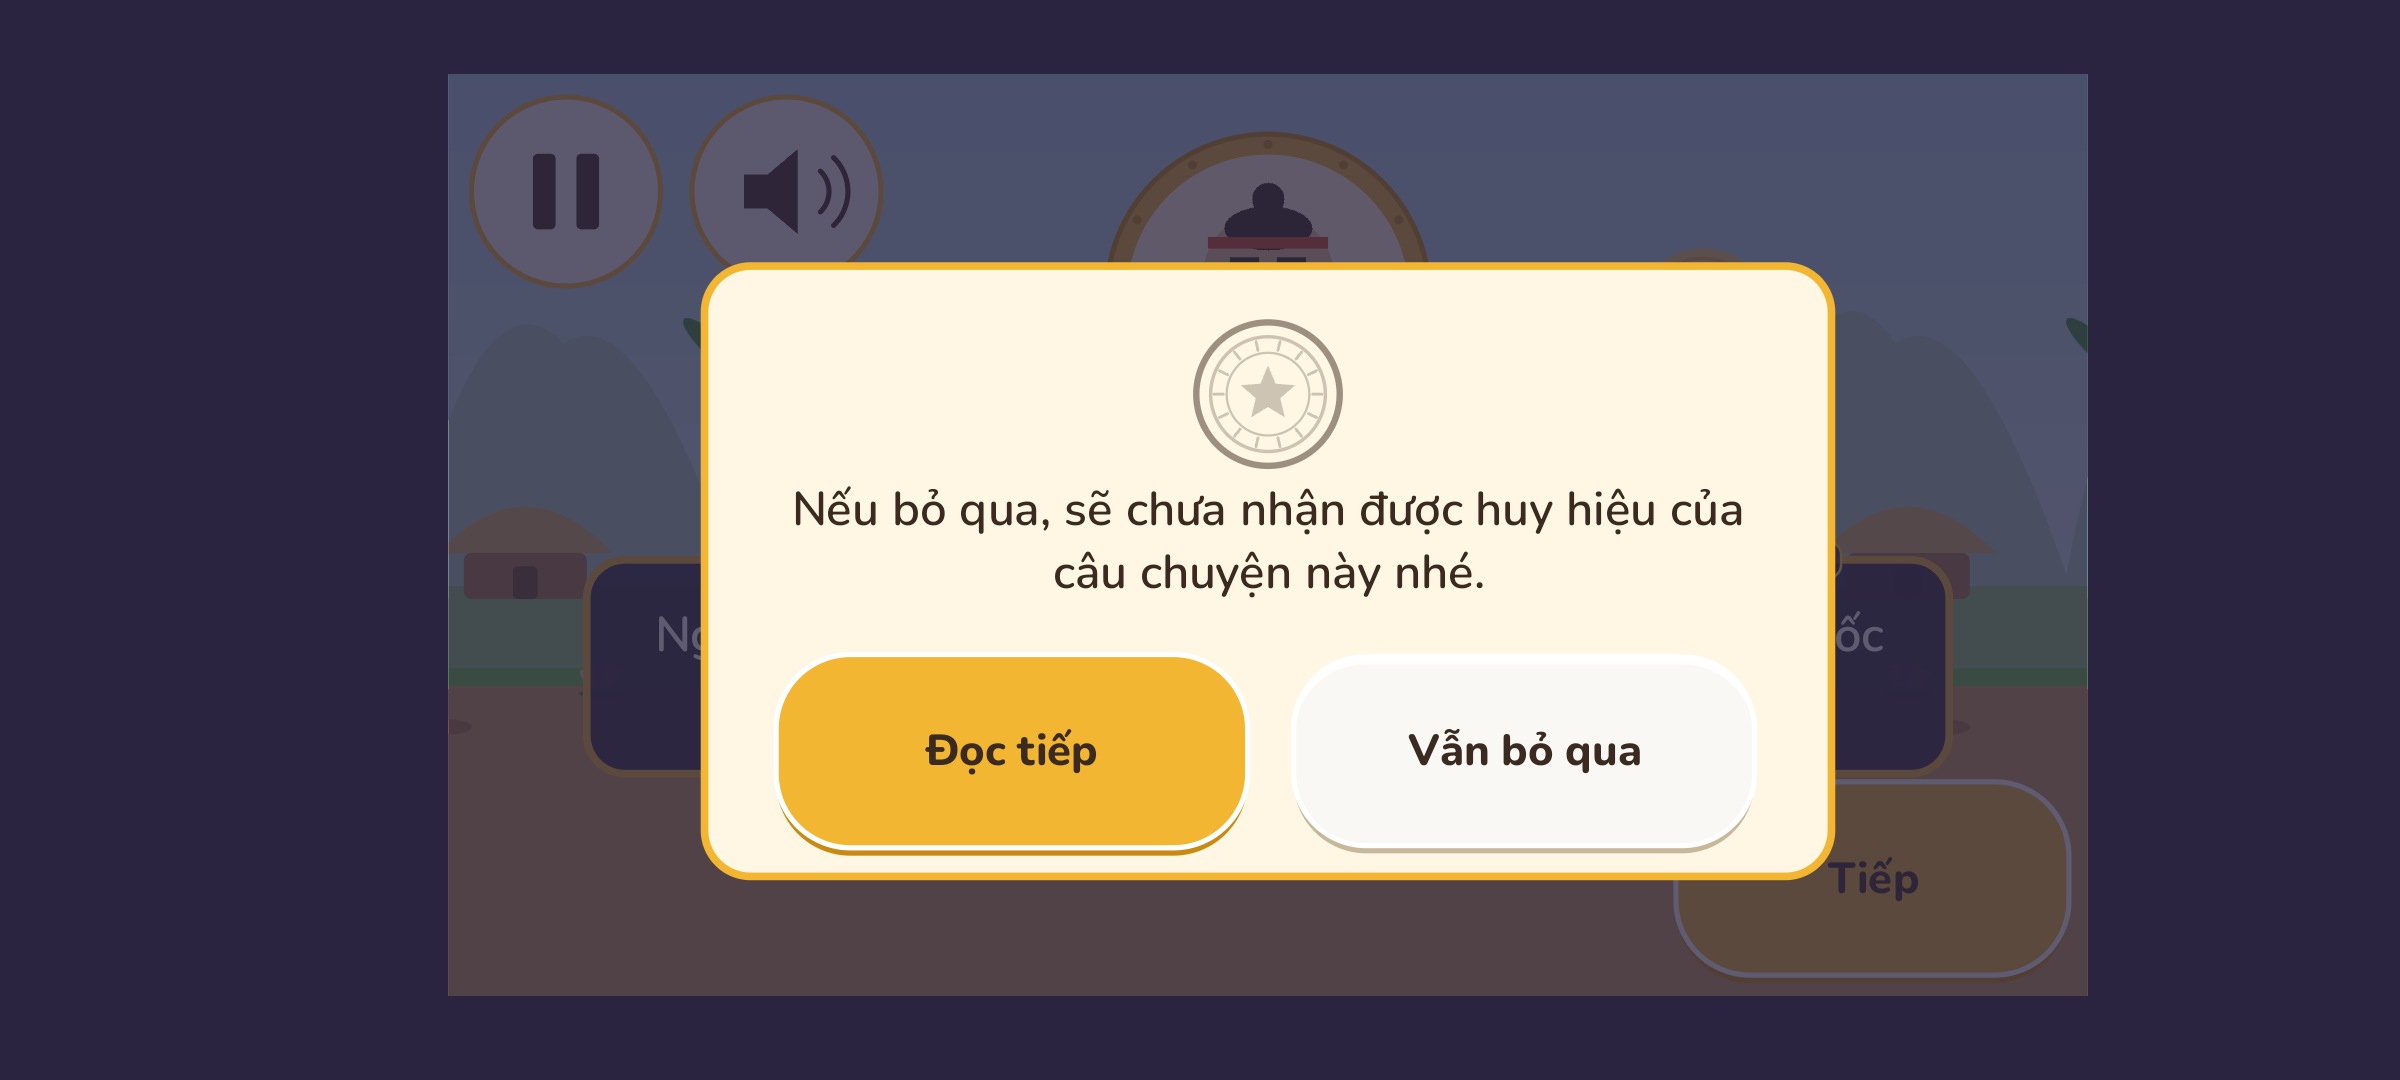 Nếu bỏ qua, sẽ chưa nhận được huy hiệu của
câu chuyện này nhé.
Đọc tiếp
Vẫn bỏ qua
Tiếp